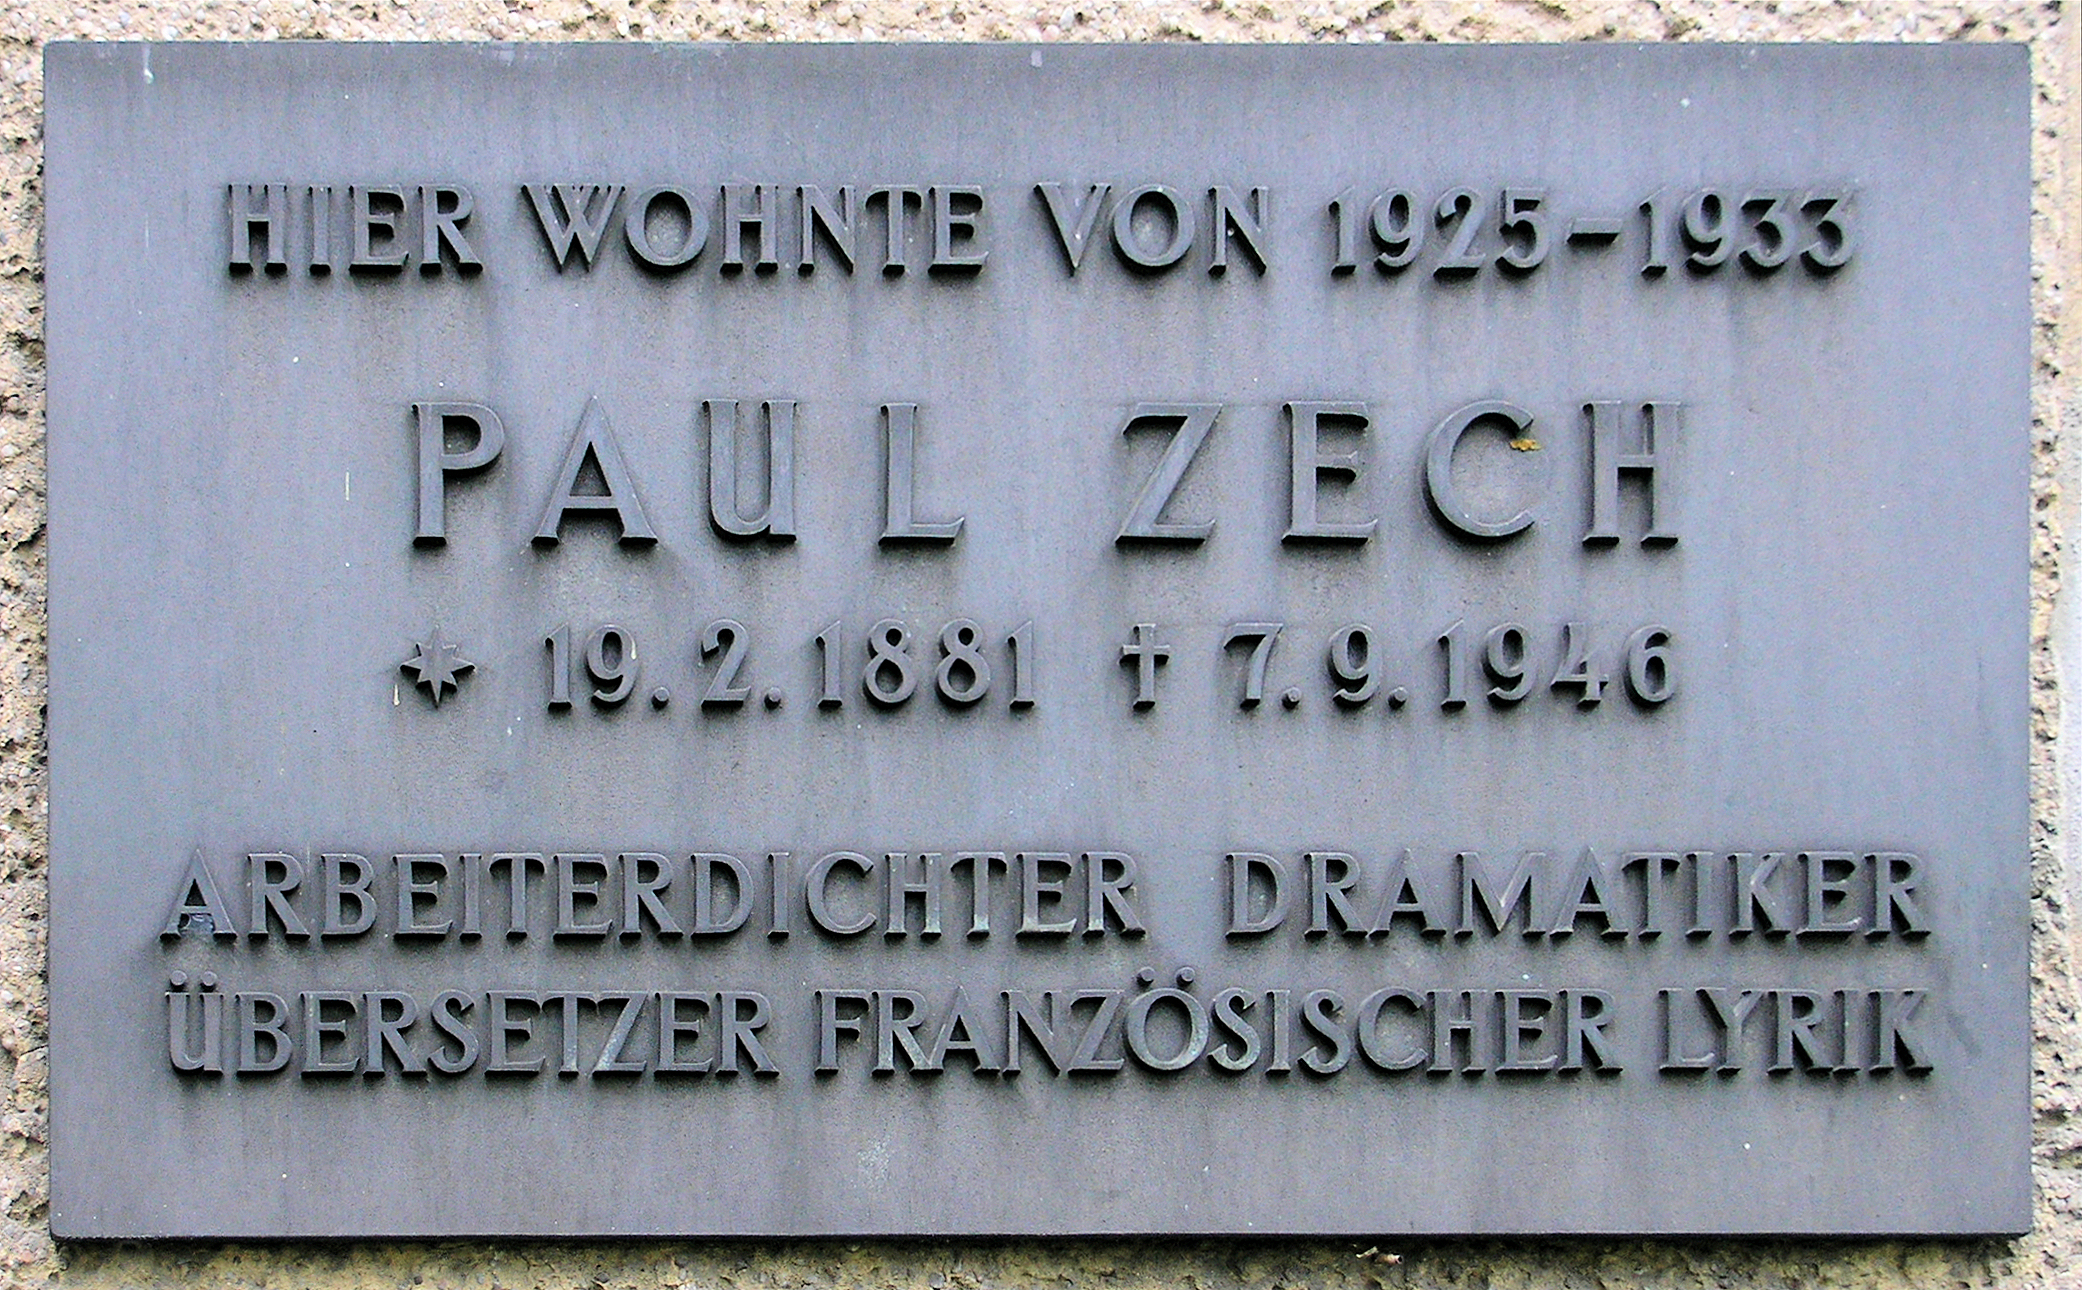 HIER WOHNTE VON 1925-1933
PAUL ZECH
✶ 19.2.1881 † 7.9.1946
ARBEITERDICHTER DRAMATIKER
ÜBERSETZER FRANZÖSISCHER LYRIK